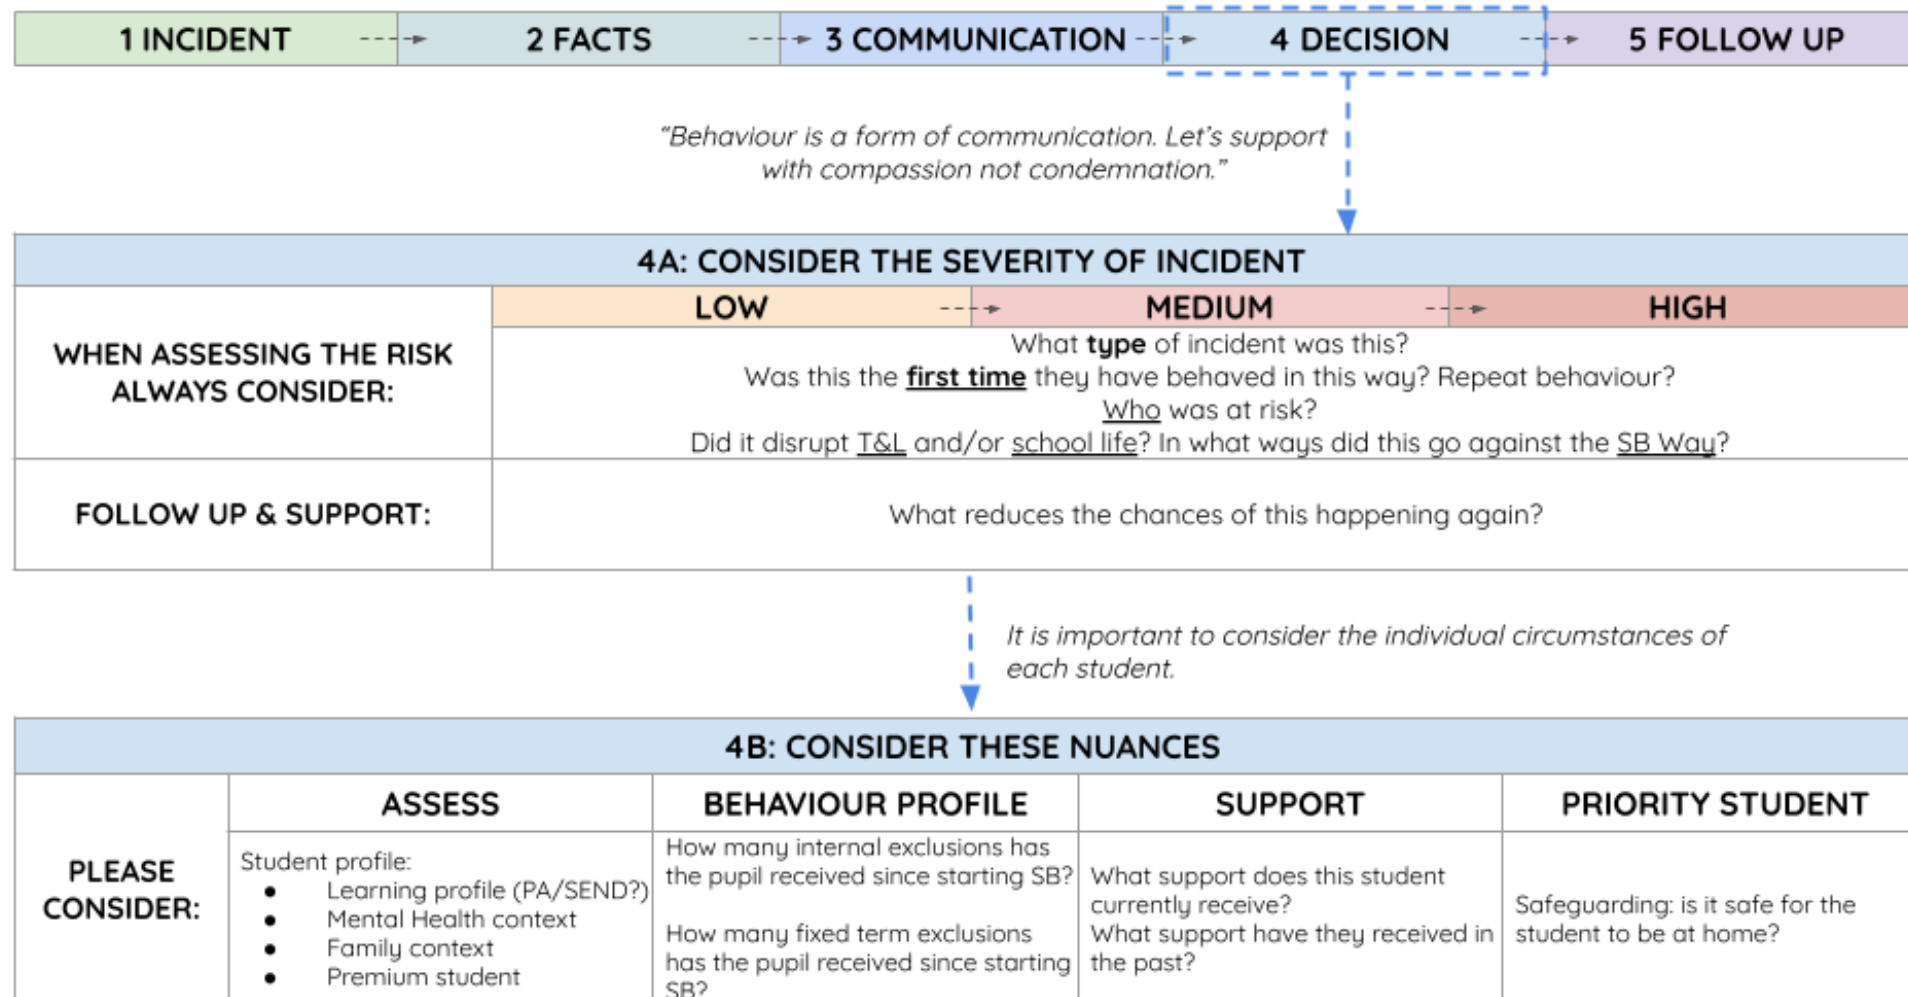 1 INCIDENT
2 FACTS
3 COMMUNICATION
4 DECISION
5 FOLLOW UP
“Behaviour is a form of communication. Let’s support
with compassion not condemnation.”
4A: CONSIDER THE SEVERITY OF INCIDENT
WHEN ASSESSING THE RISK
ALWAYS CONSIDER:
LOW
MEDIUM
HIGH
What type of incident was this?
Was this the first time they have behaved in this way? Repeat behaviour?
Who was at risk?
Did it disrupt T&L and/or school life? In what ways did this go against the SB Way?
FOLLOW UP & SUPPORT:
What reduces the chances of this happening again?
It is important to consider the individual circumstances of
each student.
4B: CONSIDER THESE NUANCES
PLEASE
CONSIDER:
ASSESS
Student profile:
● Learning profile (PA/SEND?)
● Mental Health context
● Family context
● Premium student
BEHAVIOUR PROFILE
How many internal exclusions has
the pupil received since starting SB?
How many fixed term exclusions
has the pupil received since starting
SB?
SUPPORT
What support does this student
currently receive?
What support have they received in
the past?
PRIORITY STUDENT
Safeguarding: is it safe for the
student to be at home?